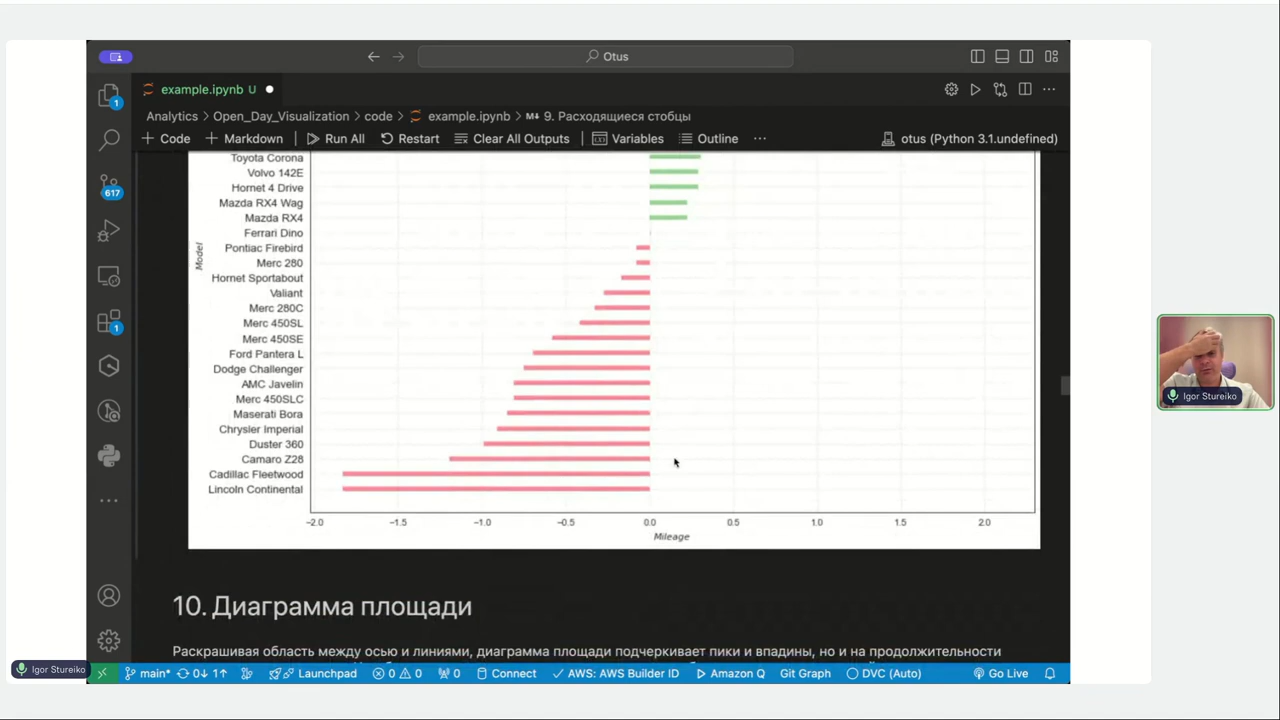 Otus
example.ipynb U
Analytics > Open_Day_Visualization > code > example.ipynb > 9. Расходящиеся стобцы
+ Code + Markdown Run All Restart Clear All Outputs Variables Outline ... otus (Python 3.1.undefined)
1
617
1
Model
Toyota Corona
Volvo 142E
Hornet 4 Drive
Mazda RX4 Wag
Mazda RX4
Ferrari Dino
Pontiac Firebird
Merc 280
Hornet Sportabout
Valiant
Merc 280C
Merc 450SL
Merc 450SE
Ford Pantera L
Dodge Challenger
AMC Javelin
Merc 450SLC
Maserati Bora
Chrysler Imperial
Duster 360
Camaro Z28
Cadillac Fleetwood
Lincoln Continental
−2.0 −1.5 −1.0 −0.5 0.0 0.5 1.0 1.5 2.0
Mileage
10. Диаграмма площади
Раскрашивая область между осью и линиями, диаграмма площади подчеркивает пики и впадины, но и на продолжительности
main* 0↓ 1↑ Launchpad 0 0 0 Connect AWS: AWS Builder ID Amazon Q Git Graph DVC (Auto) Go Live
Igor Stureiko
Igor Stureiko